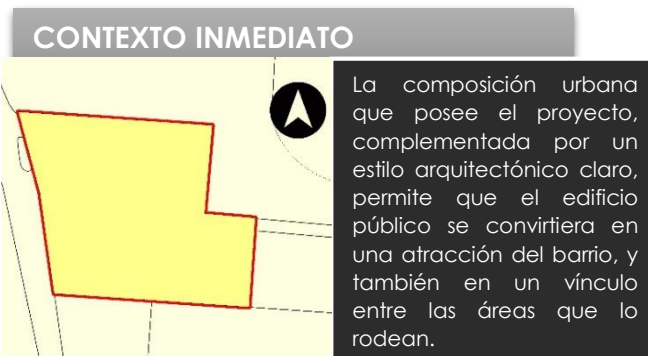 CONTEXTO INMEDIATO
La composición urbana
que posee el proyecto,
complementada por un
estilo arquitectónico claro,
permite que el edificio
público se convirtiera en
una atracción del barrio, y
también en un vínculo
entre las áreas que lo
rodean.